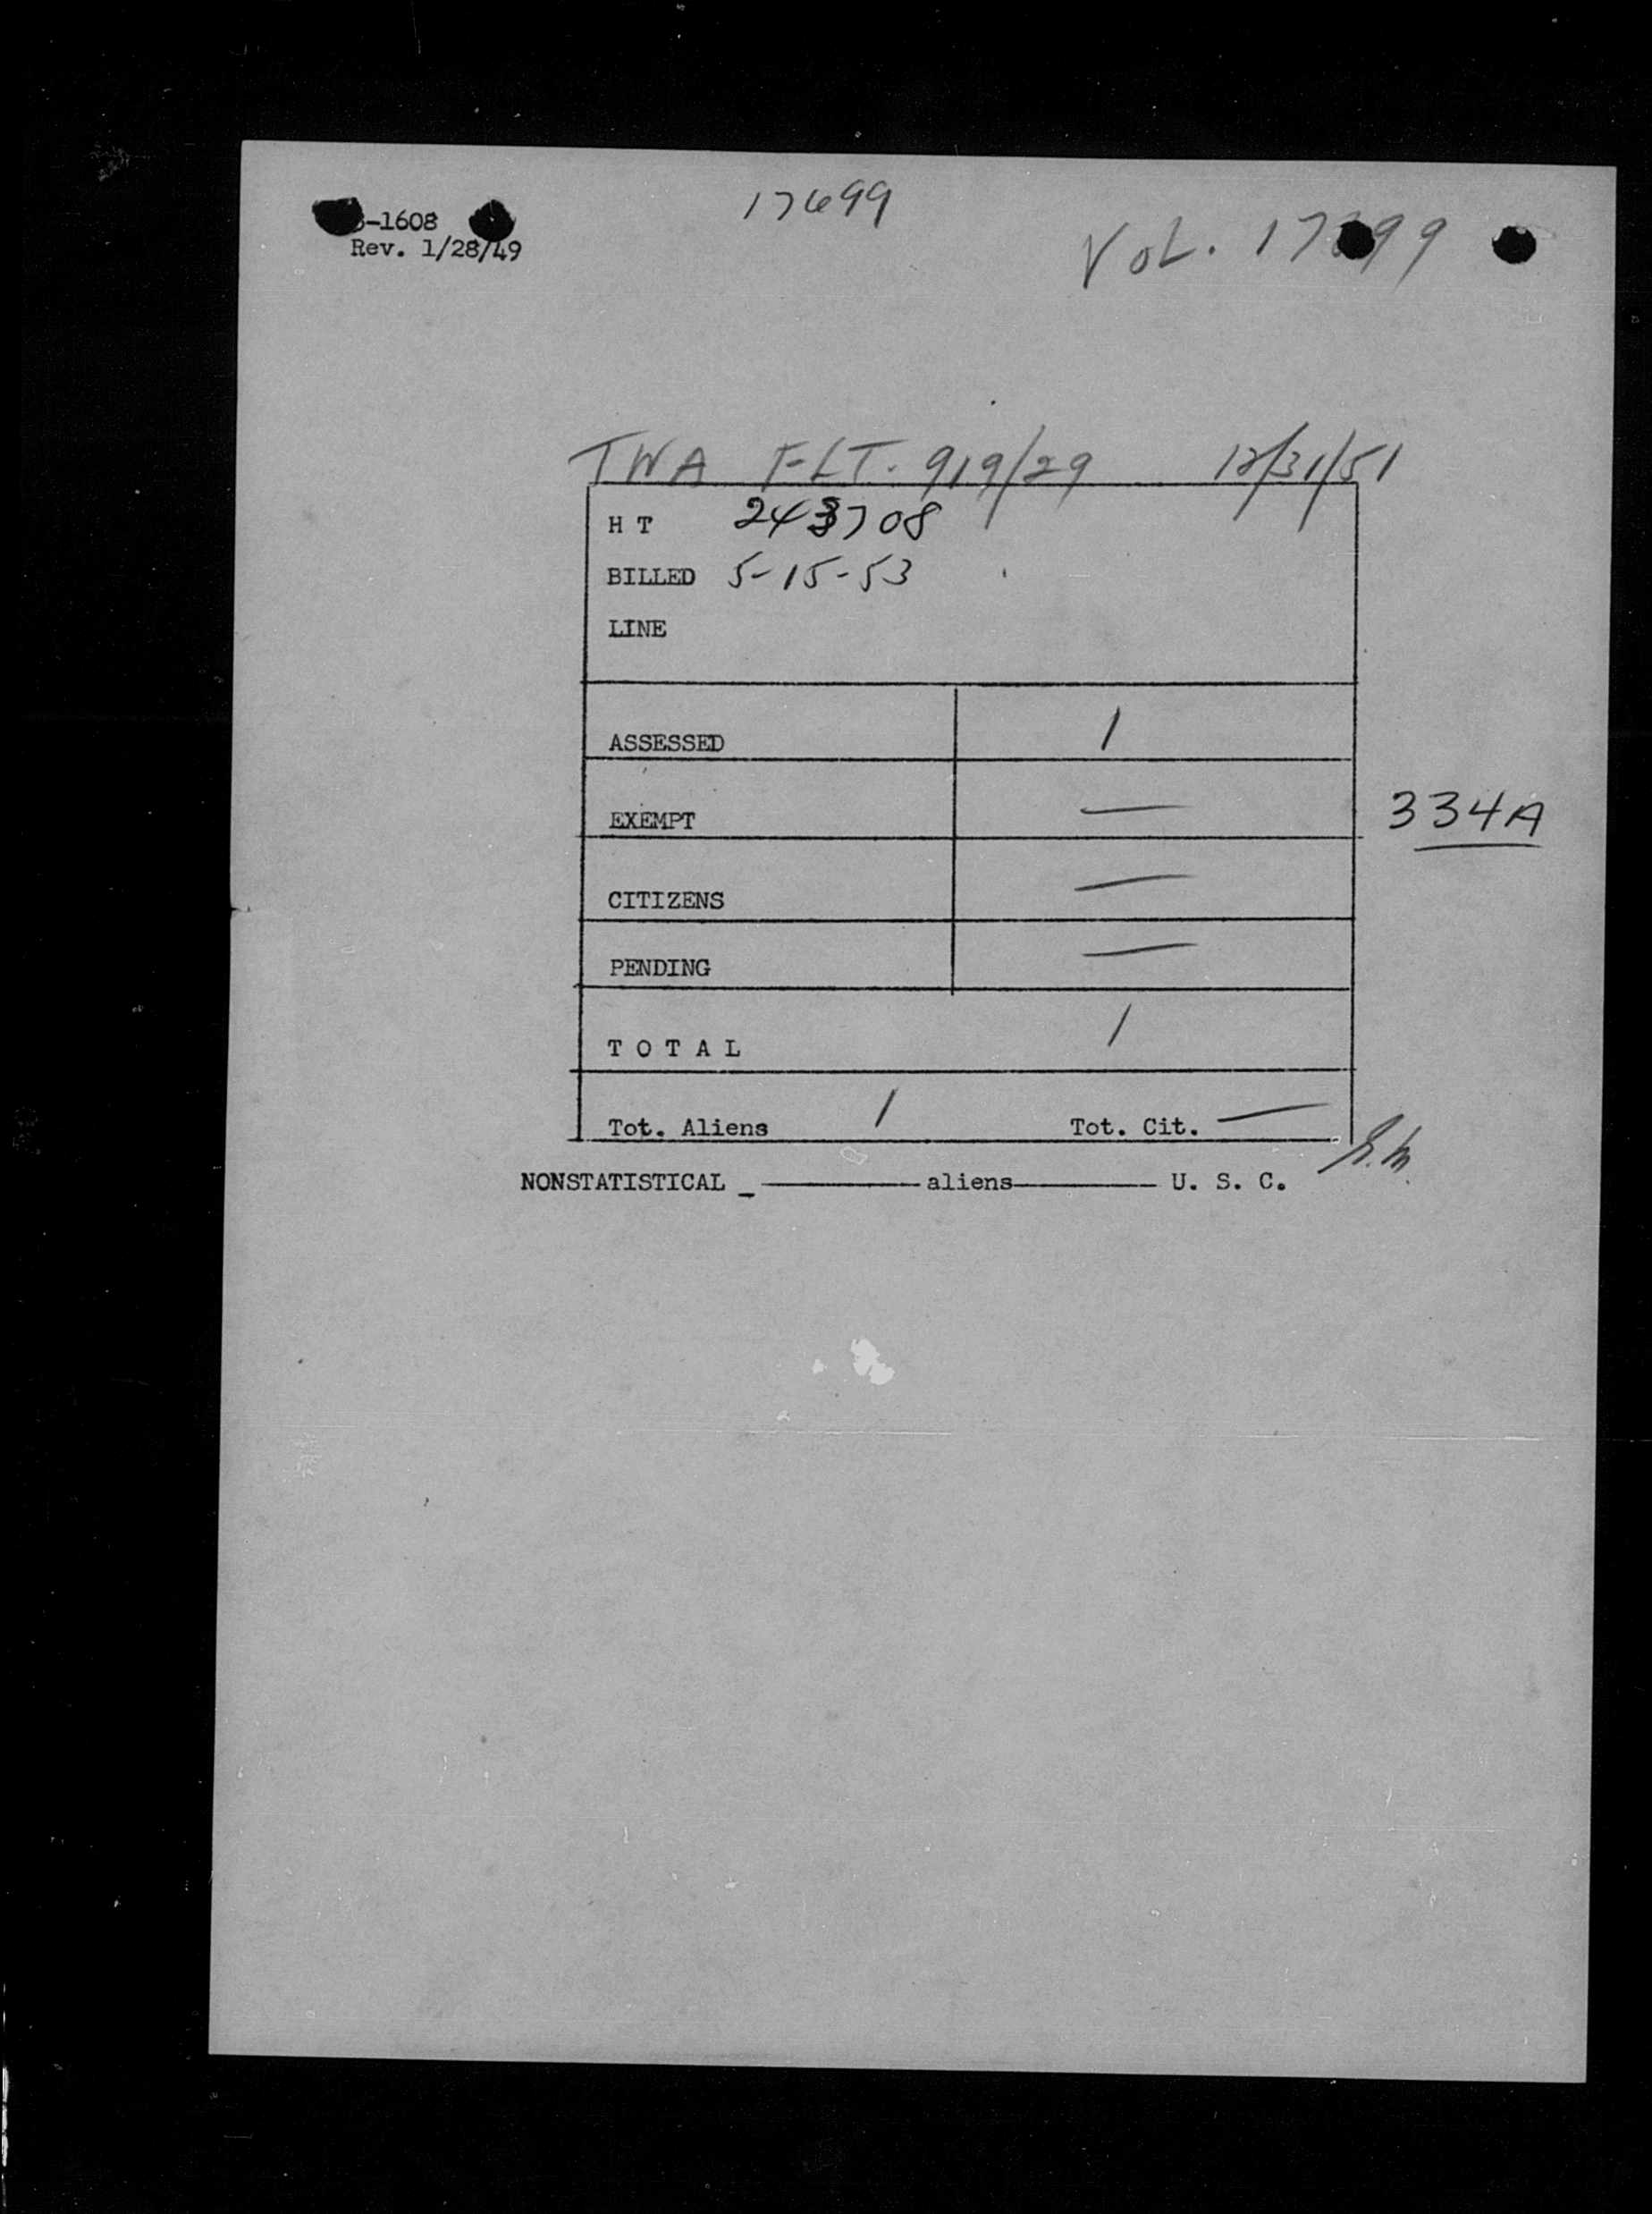 17699
-1608
Rev. 1/28/49
VOL. 17699
TWA FLT. 919/29 12/31/51
H T 243708
BILLED 5-15-53
LINE
ASSESSED 1
EXEMPT —
334A
CITIZENS —
PENDING —
T O T A L 1
Tot. Aliens 1 Tot. Cit. —
NONSTATISTICAL _ ———— aliens ———— U. S. C.